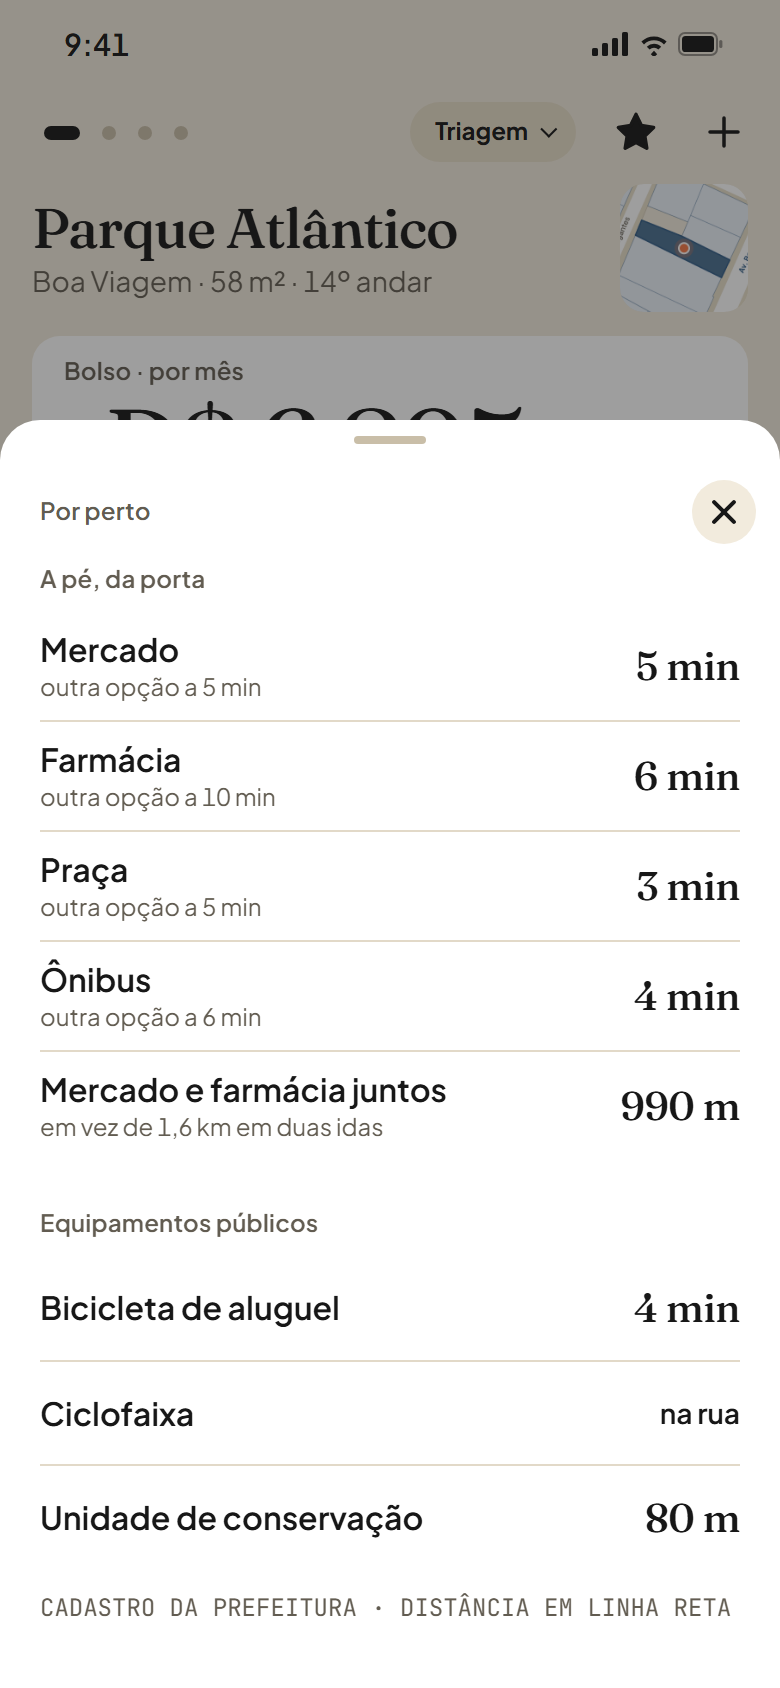 9:41
Triagem
Parque Atlântico
Boa Viagem · 58 m² · 14º andar
Bolso · por mês
R$
Por perto
A pé, da porta
Mercado
5 min
outra opção a 5 min
Farmácia
6 min
outra opção a 10 min
Praça
3 min
outra opção a 5 min
Ônibus
4 min
outra opção a 6 min
Mercado e farmácia juntos
990 m
em vez de 1,6 km em duas idas
Equipamentos públicos
Bicicleta de aluguel
4 min
Ciclofaixa
na rua
Unidade de conservação
80 m
CADASTRO DA PREFEITURA · DISTÂNCIA EM LINHA RETA